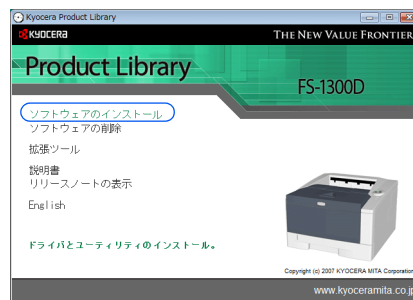 Kyocera Product Library
KYOCERA
THE NEW VALUE FRONTIER
Product Library
FS-1300D
ソフトウェアのインストール
ソフトウェアの削除
拡張ツール
説明書
リリースノートの表示
English
ドライバとユーティリティのインストール。
Copyright (c) 2007 KYOCERA MITA Corporation
www.kyoceramita.co.jp